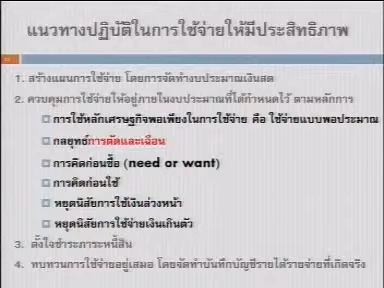 แนวทางปฏิบัติในการใช้จ่ายให้มีประสิทธิภาพ
1. สร้างแผนการใช้จ่าย โดยการจัดทำงบประมาณเงินสด
2. ควบคุมการใช้จ่ายให้อยู่ภายในงบประมาณที่ได้กำหนดไว้ ตามหลักการ
การใช้หลักเศรษฐกิจพอเพียงในการใช้จ่าย คือ ใช้จ่ายแบบพอประมาณ
กลยุทธ์การตัดและเฉือน
การคิดก่อนซื้อ (need or want)
การคิดก่อนใช้
หยุดนิสัยการใช้เงินล่วงหน้า
หยุดนิสัยการใช้จ่ายเงินเกินตัว
3. ตั้งใจชำระภาระหนี้สิน
4. ทบทวนการใช้จ่ายอยู่เสมอ โดยจัดทำบันทึกบัญชีรายได้รายจ่ายที่เกิดจริง